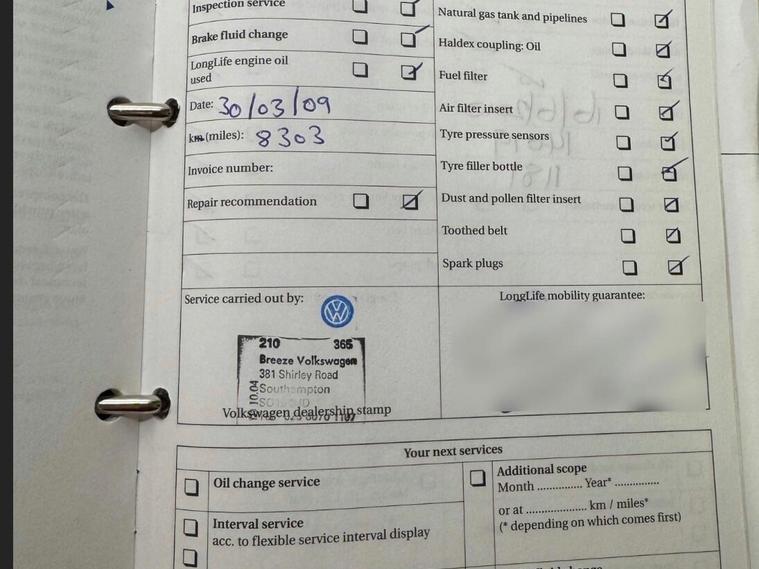 Inspection service
Brake fluid change
LongLife engine oil
used
Date: 30/03/09
km (miles): 8303
Invoice number:
Repair recommendation
Natural gas tank and pipelines
Haldex coupling: Oil
Fuel filter
Air filter insert
Tyre pressure sensors
Tyre filler bottle
Dust and pollen filter insert
Toothed belt
Spark plugs
Service carried out by:
210 365
Breeze Volkswagen
381 Shirley Road
Southampton
10.04
Volkswagen dealership stamp
LongLife mobility guarantee:
Your next services
Oil change service
Interval service
acc. to flexible service interval display
Additional scope
Month .............. Year* ..............
or at ................... km / miles*
(* depending on which comes first)